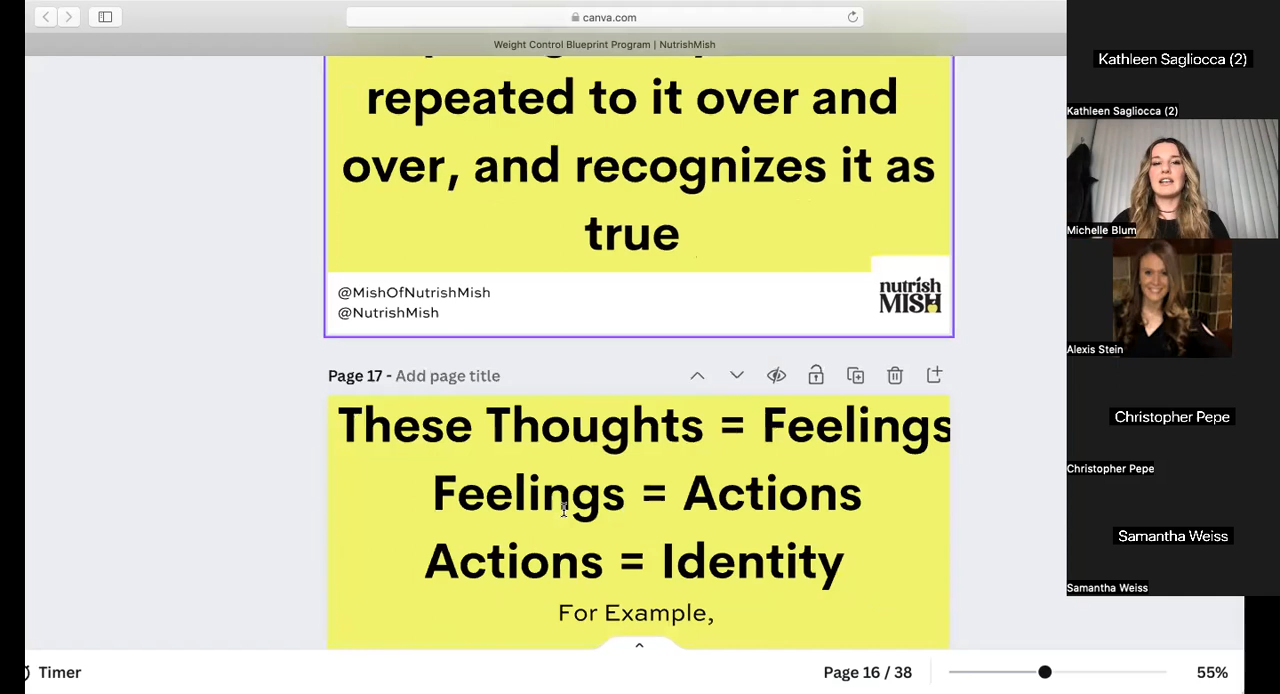 canva.com
Weight Control Blueprint Program | NutrishMish
repeated to it over and
over, and recognizes it as
true
@MishOfNutrishMish
@NutrishMish
nutrish
MISH
Page 17 - Add page title
These Thoughts = Feelings
Feelings = Actions
Actions = Identity
For Example,
Timer
Page 16 / 38
55%
Kathleen Sagliocca (2)
Kathleen Sagliocca (2)
Michelle Blum
Alexis Stein
Christopher Pepe
Christopher Pepe
Samantha Weiss
Samantha Weiss